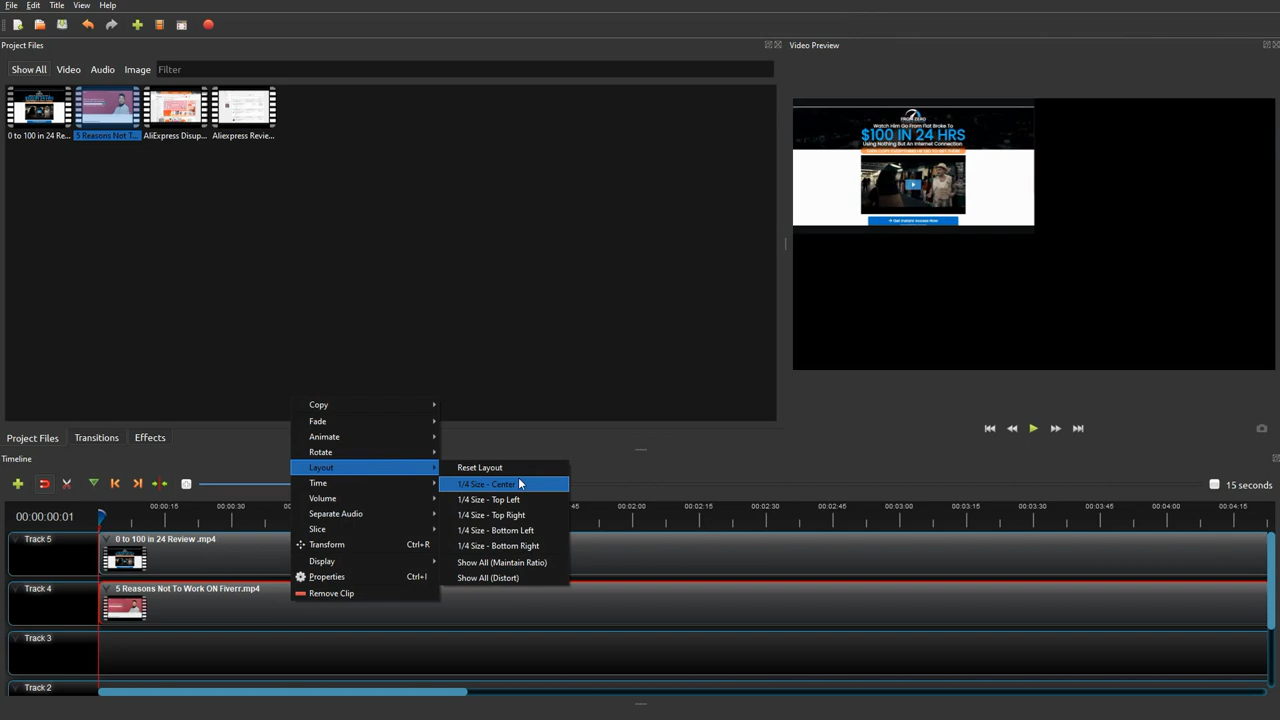 File Edit Title View Help
Project Files
Video Preview
Show All Video Audio Image Filter
0 to 100 in 24 Re... 5 Reasons Not T... AliExpress Disup... Aliexpress Revie...
FROM ZERO
Watch Him Go From Flat Broke To
$100 IN 24 HRS
Using Nothing But An Internet Connection
Get Instant Access Now
Copy
Fade
Animate
Rotate
Layout
Time
Volume
Separate Audio
Slice
Transform Ctrl+R
Display
Properties Ctrl+I
Remove Clip
Reset Layout
1/4 Size - Center
1/4 Size - Top Left
1/4 Size - Top Right
1/4 Size - Bottom Left
1/4 Size - Bottom Right
Show All (Maintain Ratio)
Show All (Distort)
Project Files Transitions Effects
Timeline
15 seconds
00:00:00:01
00:00:15 00:00:30 :45 00:02:00 00:02:15 00:02:30 00:02:45 00:03:00 00:03:15 00:03:30 00:03:45 00:04:00 00:04:15
Track 5 0 to 100 in 24 Review .mp4
Track 4 5 Reasons Not To Work ON Fiverr.mp4
Track 3
Track 2